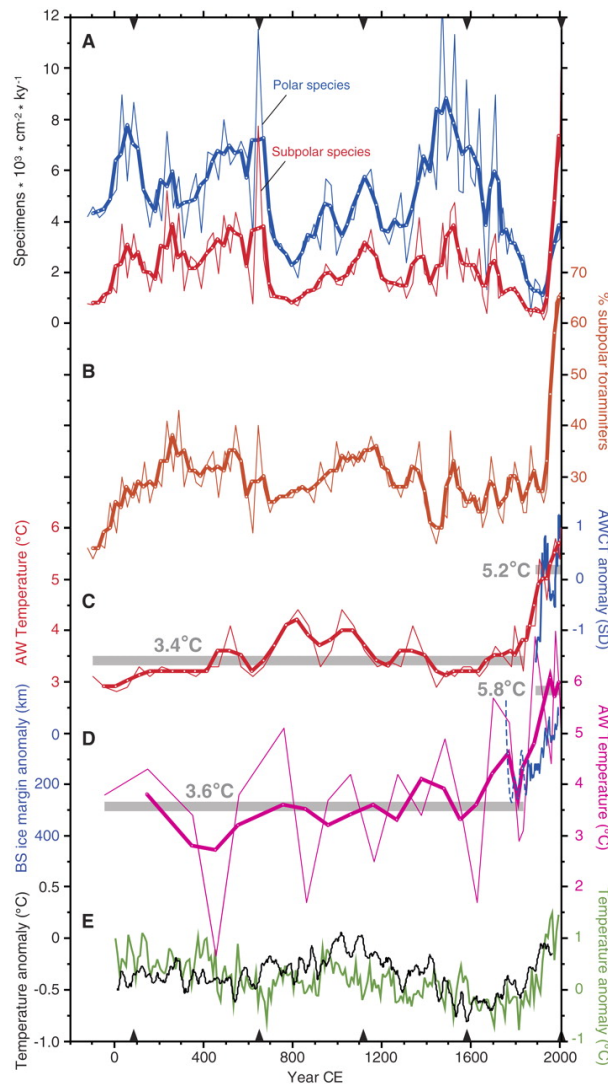 12
A
10
Polar species
8
Subpolar species
6
4
2
0
Specimens * 10³ * cm⁻² * ky⁻¹
70
60
50
40
30
% subpolar foraminifers
B
6
5
4
3
AW Temperature (°C)
1
0
-1
AWCT anomaly (SD)
5.2°C
C
3.4°C
5.8°C
0
200
400
BS ice margin anomaly (km)
6
5
4
3
2
AW Temperature (°C)
D
3.6°C
0.5
0
-0.5
-1.0
Temperature anomaly (°C)
E
1
0
-1
Temperature anomaly (°C)
0 400 800 1200 1600 2000
Year CE